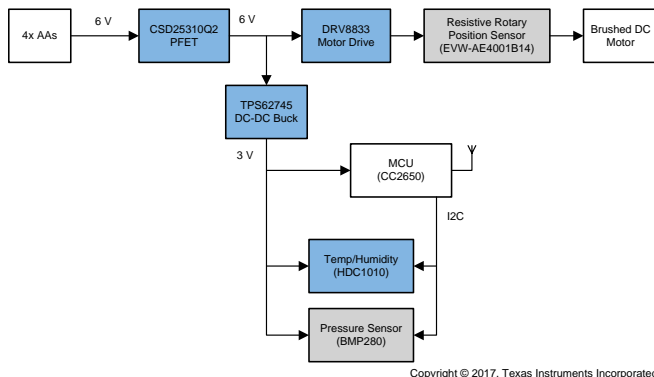 6 V
6 V
4x AAs
CSD25310Q2
PFET
DRV8833
Motor Drive
Resistive Rotary
Position Sensor
(EVW-AE4001B14)
Brushed DC
Motor
TPS62745
DC-DC Buck
3 V
MCU
(CC2650)
I2C
Temp/Humidity
(HDC1010)
Pressure Sensor
(BMP280)
Copyright © 2017, Texas Instruments Incorporated